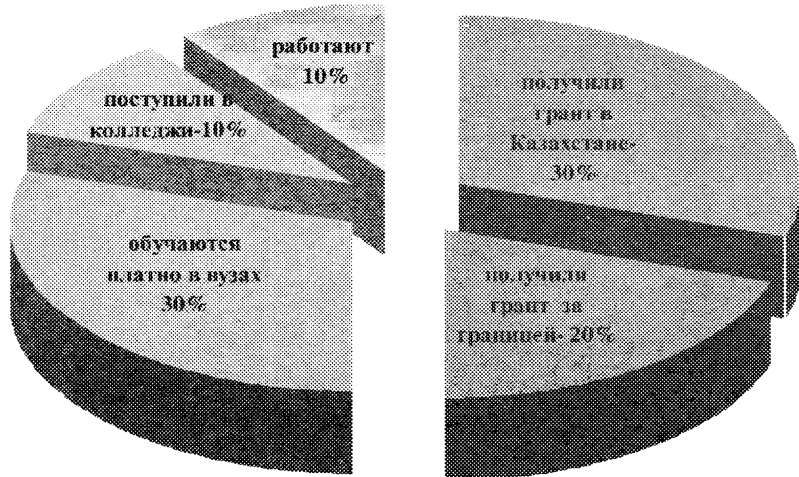 работают
10%
получили
грант в
Казахстане-
30%
поступили в
колледжи-10%
обучаются
платно в вузах
30%
получили
грант за
границей- 20%